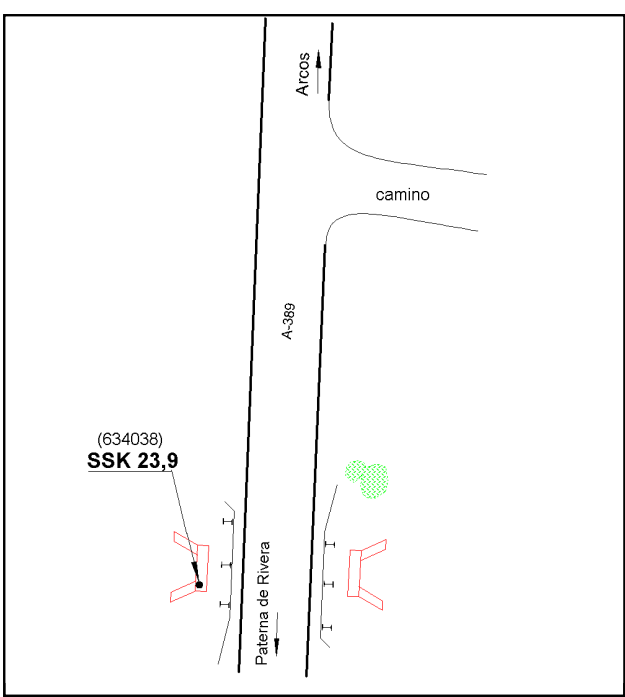 Arcos
camino
A-389
(634038)
SSK 23,9
Paterna de Rivera